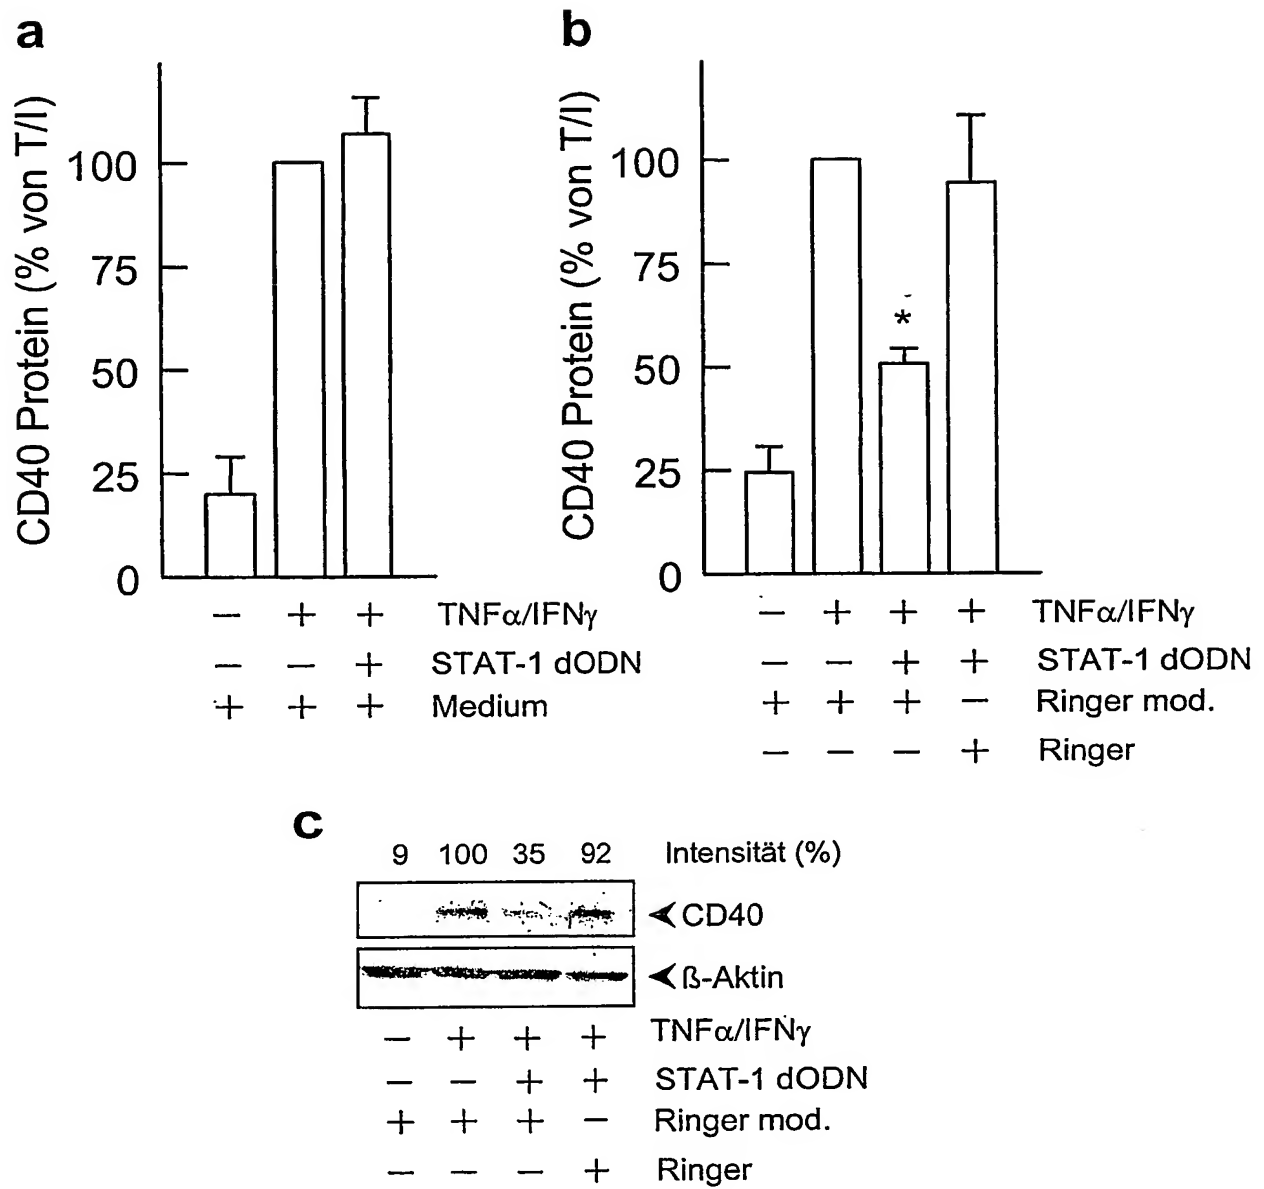 a
CD40 Protein (% von T/I)
100
75
50
25
0
− + + TNFα/IFNγ
− − + STAT-1 dODN
+ + + Medium
b
CD40 Protein (% von T/I)
100
75
50
25
0
*
− + + + TNFα/IFNγ
− − + + STAT-1 dODN
+ + + − Ringer mod.
− − − + Ringer
c
9 100 35 92 Intensität (%)
CD40
ß-Aktin
− + + + TNFα/IFNγ
− − + + STAT-1 dODN
+ + + − Ringer mod.
− − − + Ringer